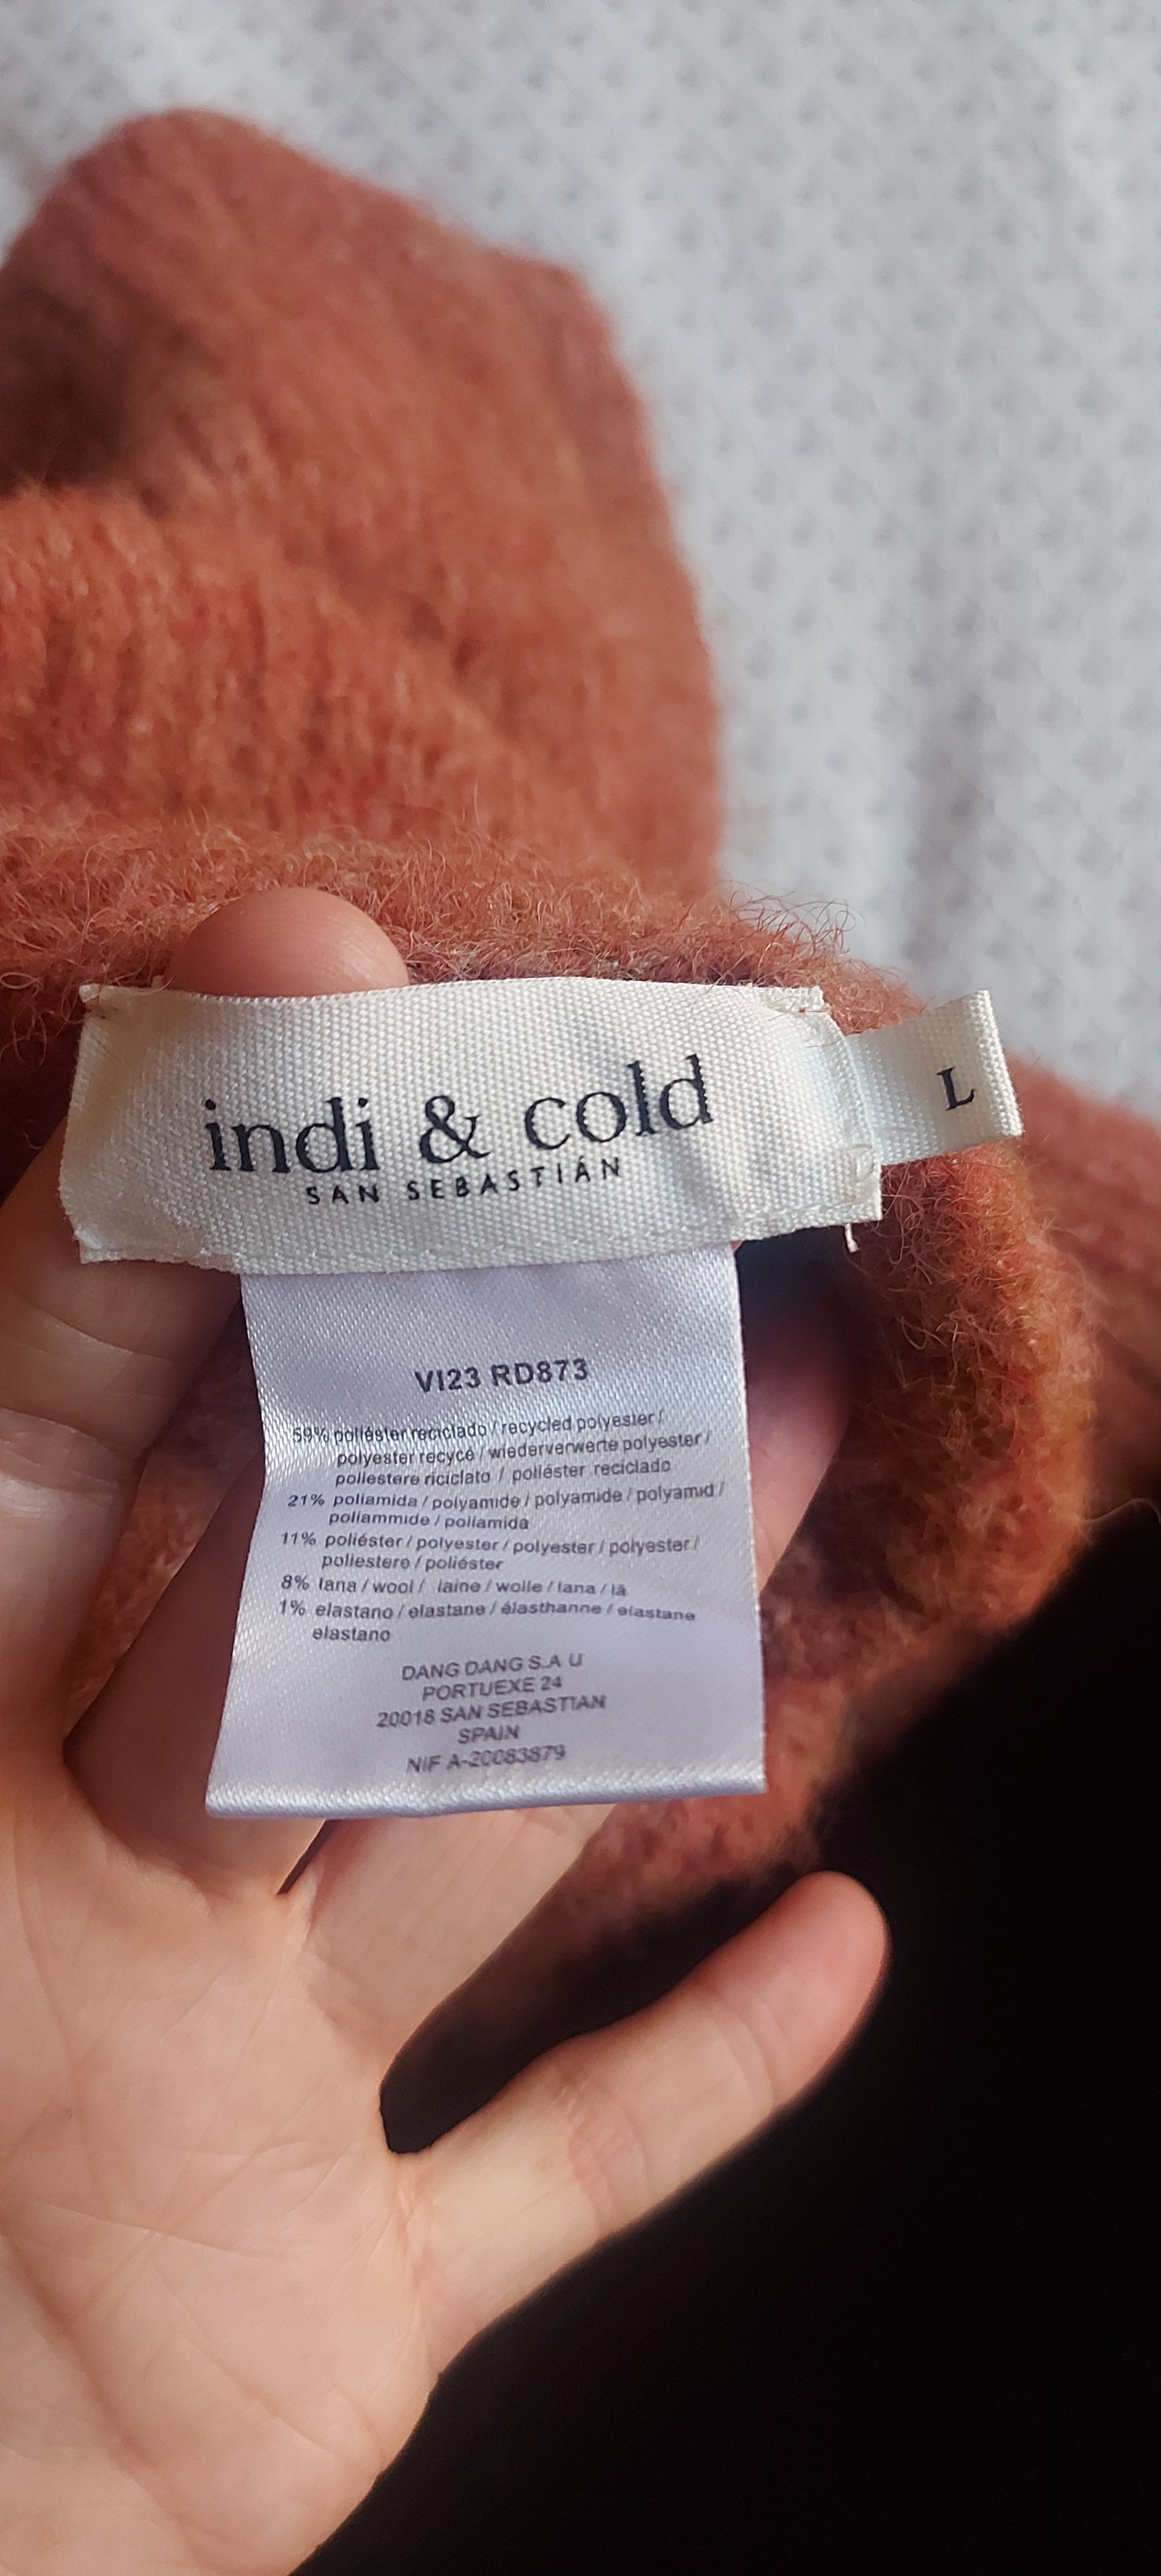 indi & cold
SAN SEBASTIÁN
L
VI23 RD873
59% poliéster reciclado / recycled polyester /
polyester recycé / wiederverwerte polyester /
poliestere riciclato / poliéster reciclado
21% poliamida / polyamide / polyamide / polyamid /
poliammide / poliamida
11% poliéster / polyester / polyester / polyester /
poliestere / poliéster
8% lana / wool / laine / wolle / lana / lã
1% elastano / elastane / élasthanne / elastane
elastano
DANG DANG S.A U
PORTUEXE 24
20018 SAN SEBASTIAN
SPAIN
NIF A-20083879